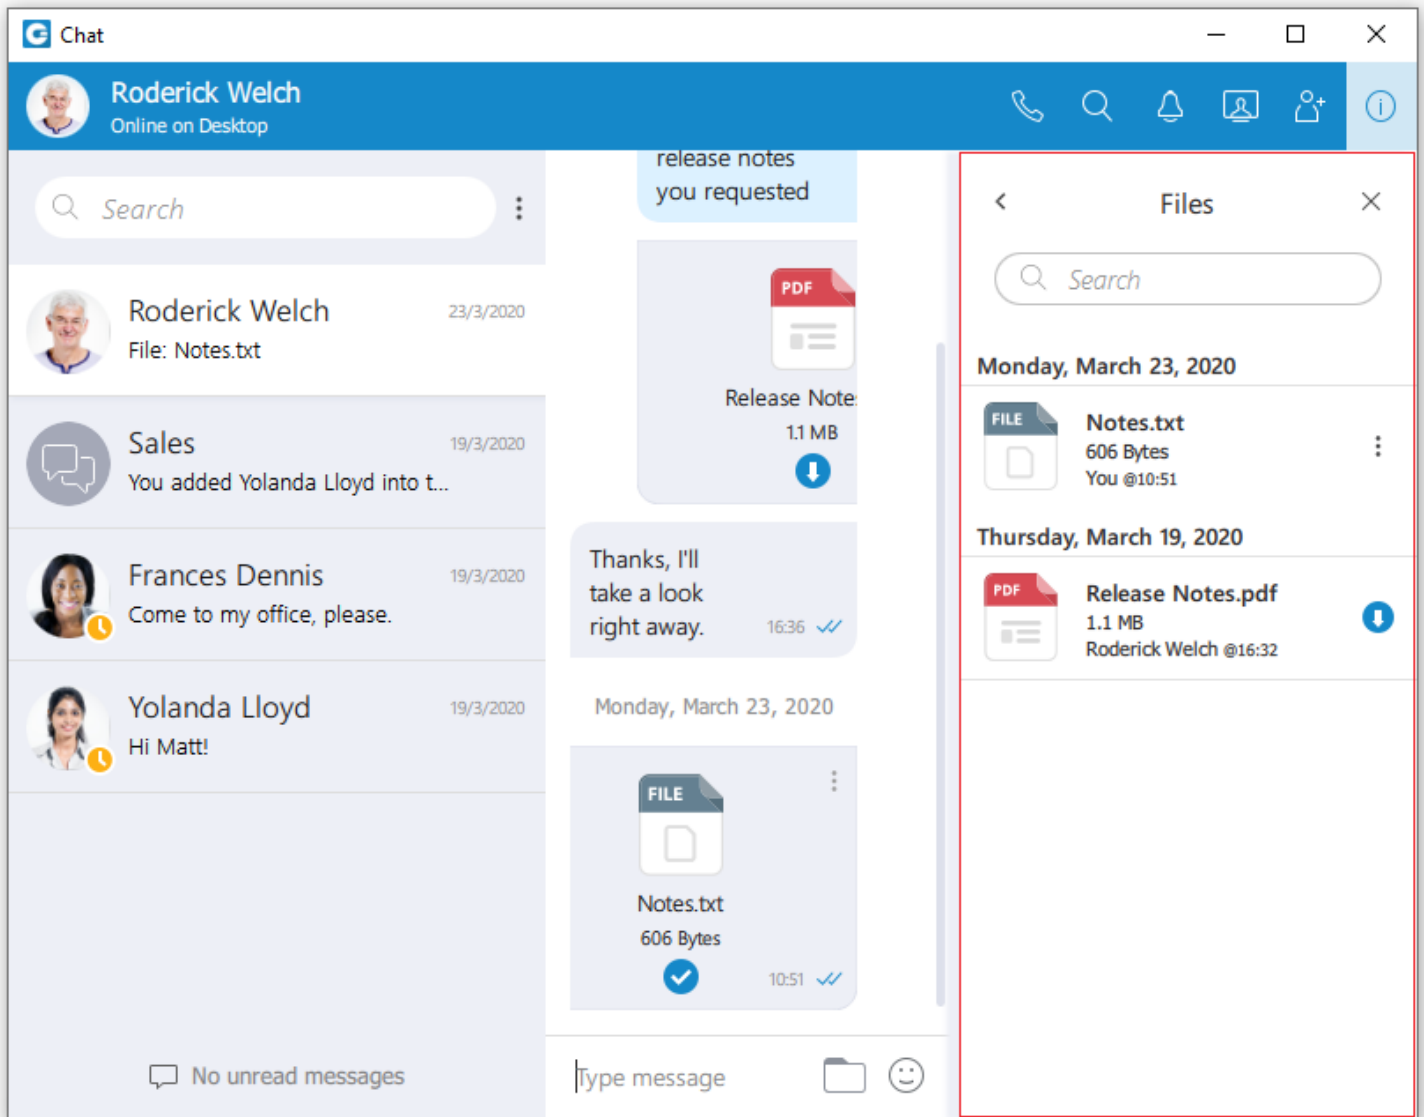 Chat
Roderick Welch
Online on Desktop
Search
Roderick Welch
23/3/2020
File: Notes.txt
Sales
19/3/2020
You added Yolanda Lloyd into t...
Frances Dennis
19/3/2020
Come to my office, please.
Yolanda Lloyd
19/3/2020
Hi Matt!
No unread messages
release notes
you requested
PDF
Release Note
1.1 MB
Thanks, I'll
take a look
right away.
16:36
Monday, March 23, 2020
FILE
Notes.txt
606 Bytes
10:51
Type message
Files
Search
Monday, March 23, 2020
FILE
Notes.txt
606 Bytes
You @10:51
Thursday, March 19, 2020
PDF
Release Notes.pdf
1.1 MB
Roderick Welch @16:32